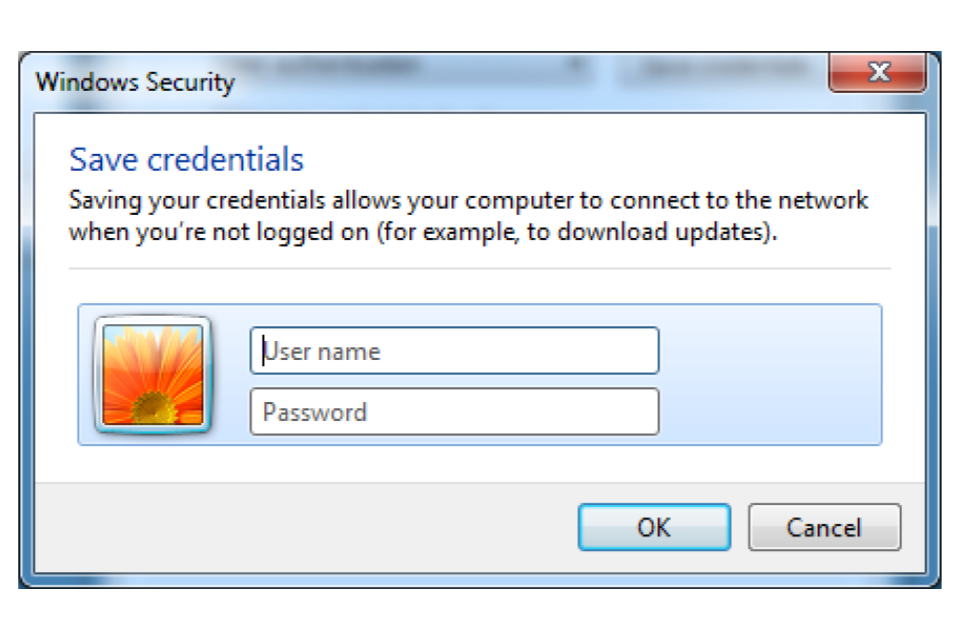 Windows Security
Save credentials
Saving your credentials allows your computer to connect to the network
when you're not logged on (for example, to download updates).
User name
Password
OK
Cancel